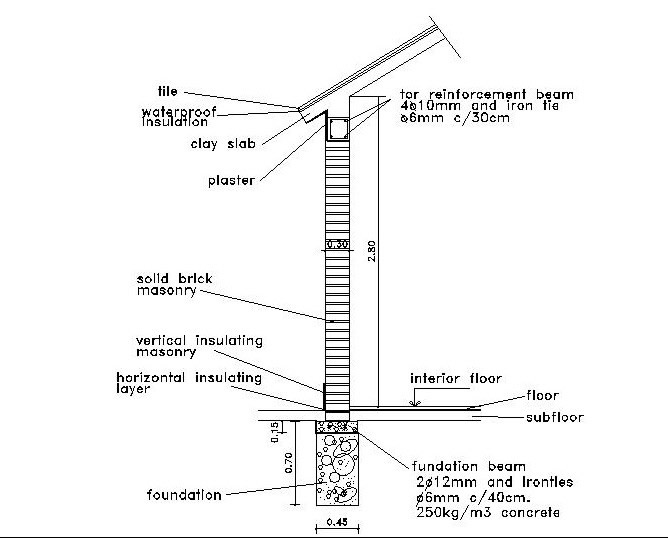 tile
waterproof
insulation
clay slab
plaster
tor reinforcement beam
4ø10mm and iron tie
ø6mm c/30cm
0.30
2.80
solid brick
masonry
vertical insulating
masonry
horizontal insulating
layer
interior floor
floor
subfloor
0.15
0.70
foundation
fundation beam
2ø12mm and Irontles
ø6mm c/40cm.
250kg/m3 concrete
0.45